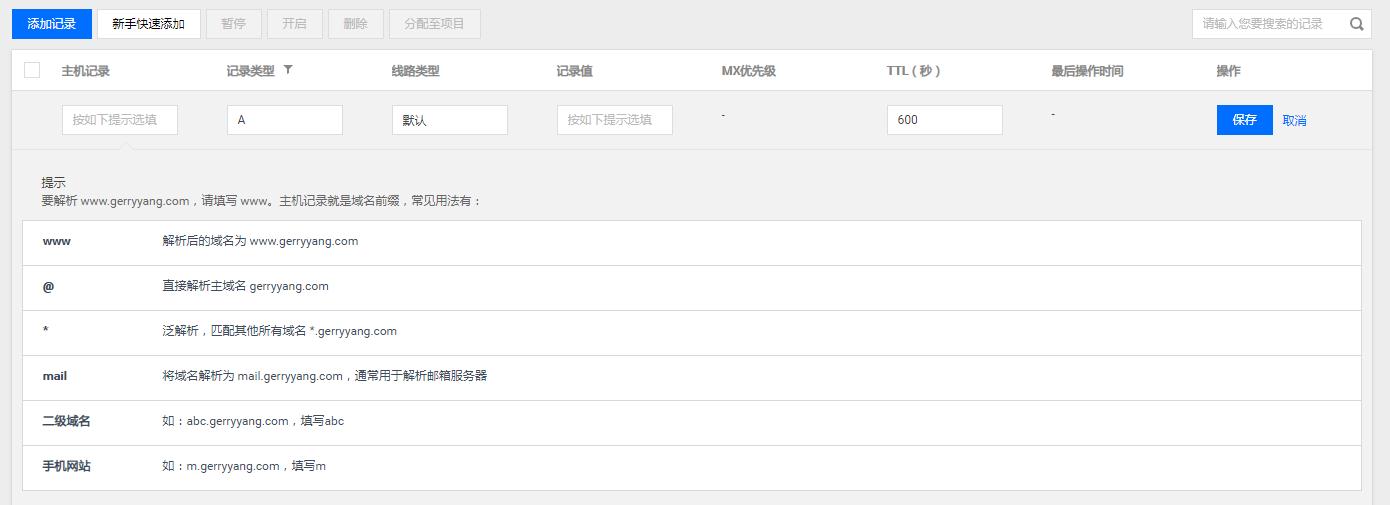 添加记录 新手快速添加 暂停 开启 删除 分配至项目 请输入您要搜索的记录
主机记录 记录类型 线路类型 记录值 MX优先级 TTL（秒） 最后操作时间 操作
按如下提示选填 A 默认 按如下提示选填 - 600 - 保存 取消
提示
要解析 www.gerryyang.com，请填写 www。主机记录就是域名前缀，常见用法有：
www 解析后的域名为 www.gerryyang.com
@ 直接解析主域名 gerryyang.com
* 泛解析，匹配其他所有域名 *.gerryyang.com
mail 将域名解析为 mail.gerryyang.com，通常用于解析邮箱服务器
二级域名 如：abc.gerryyang.com，填写abc
手机网站 如：m.gerryyang.com，填写m